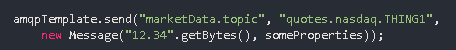 amqpTemplate.send("marketData.topic", "quotes.nasdaq.THING1",
new Message("12.34".getBytes(), someProperties));